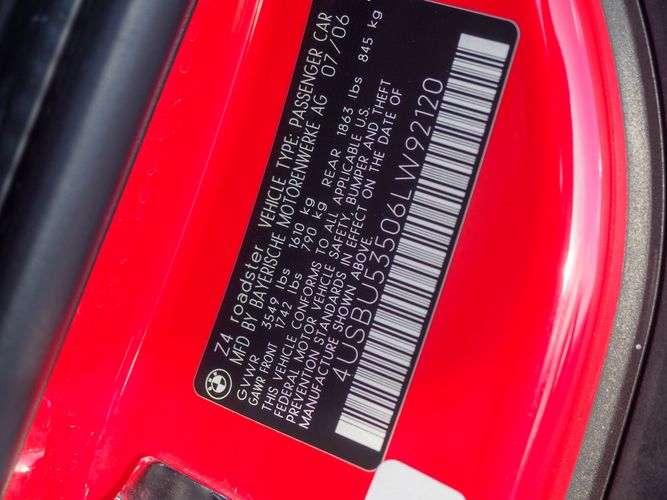 Z4 roadster VEHICLE TYPE: PASSENGER CAR
MFD BY BAYERISCHE MOTORENWERKE AG 07/06
GVWR 3549 lbs 1610 kg
GAWR FRONT 1742 lbs 790 kg REAR 1863 lbs 845 kg
THIS VEHICLE CONFORMS TO ALL APPLICABLE U.S.
FEDERAL MOTOR VEHICLE SAFETY, BUMPER AND THEFT
PREVENTION STANDARDS IN EFFECT ON THE DATE OF
MANUFACTURE SHOWN ABOVE.
4USBU53506LW92120